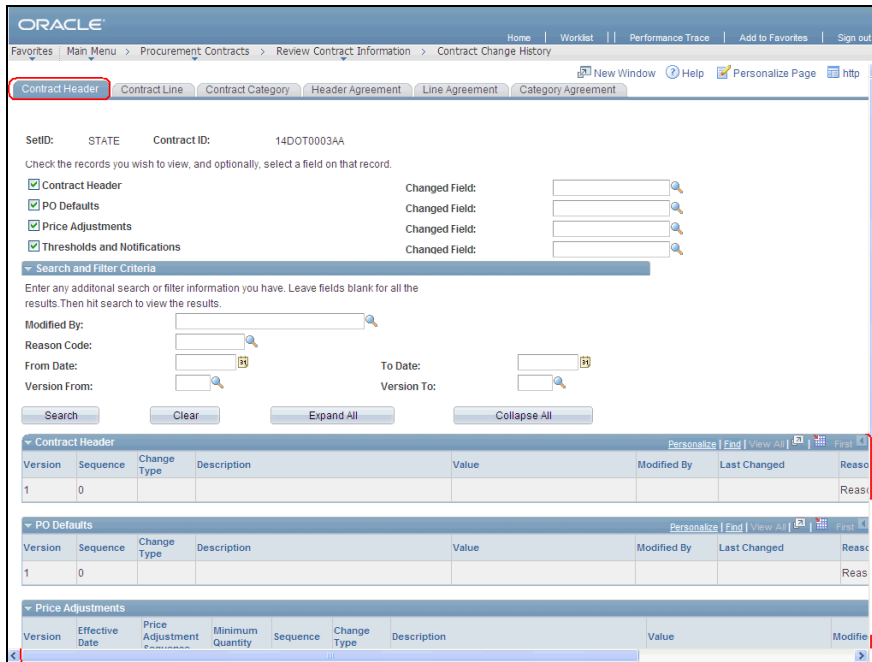 ORACLE
Home | Worklist | | Performance Trace | Add to Favorites | Sign out
Favorites | Main Menu > Procurement Contracts > Review Contract Information > Contract Change History
New Window Help Personalize Page http
Contract Header Contract Line Contract Category Header Agreement Line Agreement Category Agreement
SetID: STATE Contract ID: 14DOT0003AA
Check the records you wish to view, and optionally, select a field on that record.
Contract Header Changed Field:
PO Defaults Changed Field:
Price Adjustments Changed Field:
Thresholds and Notifications Changed Field:
Search and Filter Criteria
Enter any additonal search or filter information you have. Leave fields blank for all the
results.Then hit search to view the results.
Modified By:
Reason Code:
From Date: 31 To Date: 31
Version From: Version To:
Search Clear Expand All Collapse All
Contract Header Personalize | Find | View All | | First
Version Sequence Change Type Description Value Modified By Last Changed Reaso
1 0 Reaso
PO Defaults Personalize | Find | View All | | First
Version Sequence Change Type Description Value Modified By Last Changed Reaso
1 0 Reas
Price Adjustments
Version Effective Date Price Adjustment Sequence Minimum Quantity Sequence Change Type Description Value Modifie